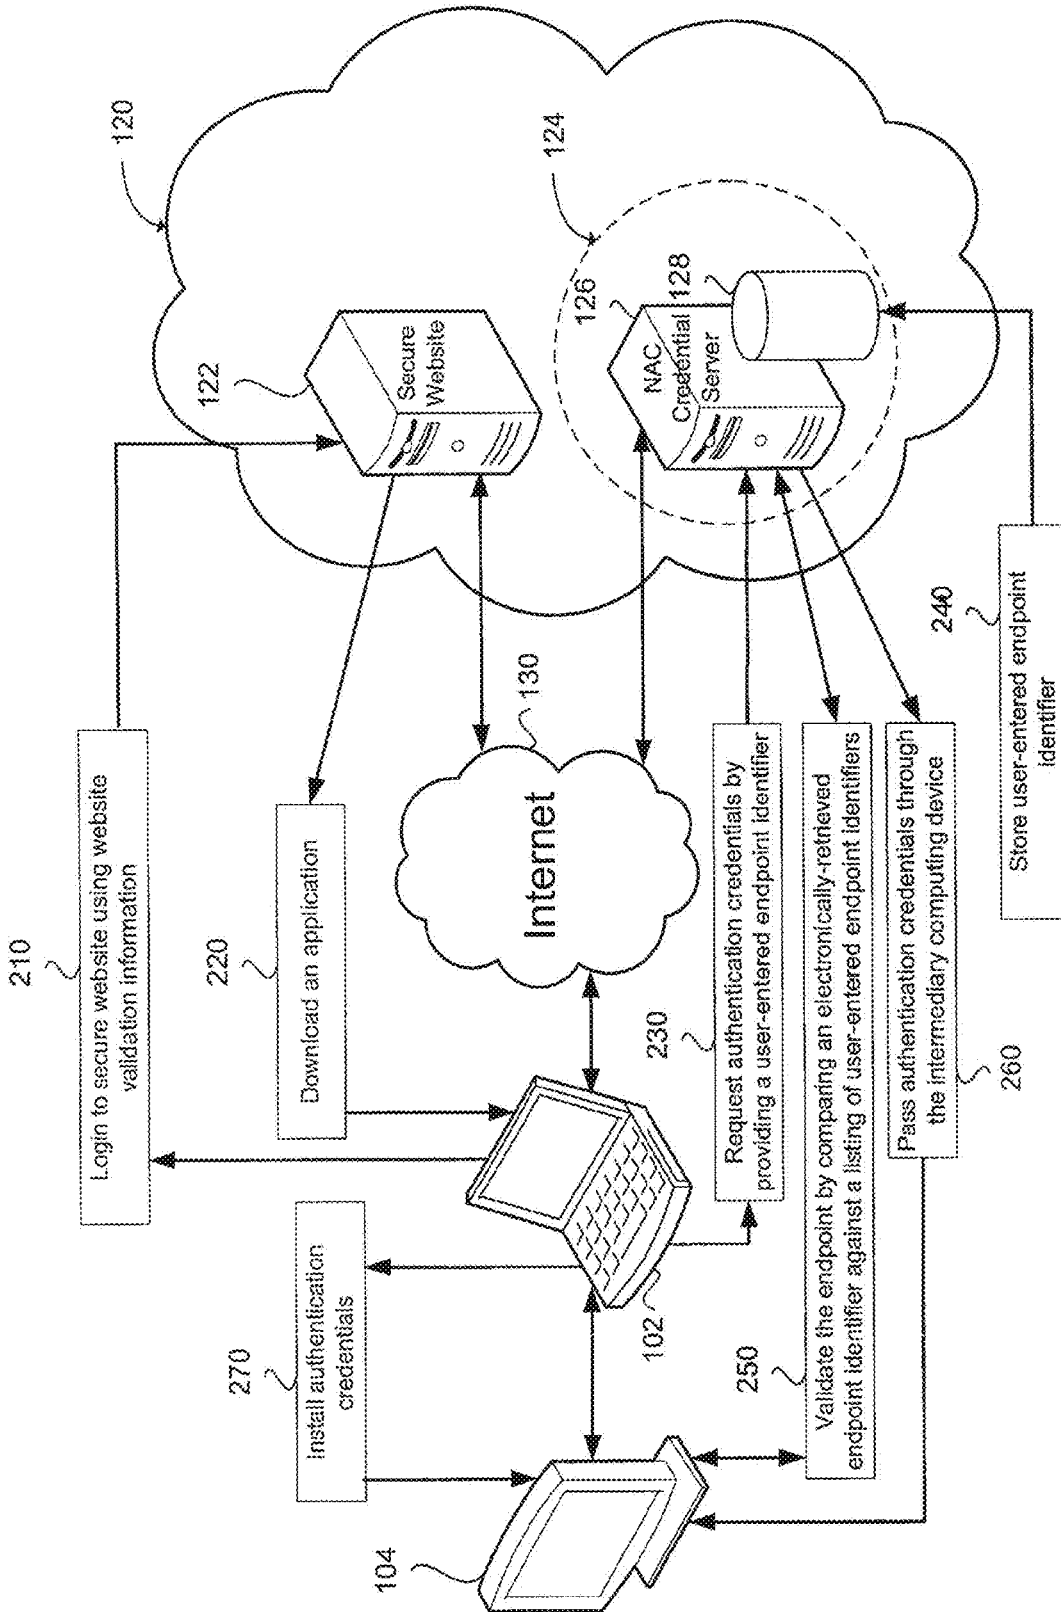 210
Login to secure website using website
validation information
120
220
Download an application
122
Secure
Website
270
Install authentication
credentials
124
126
128
NAC
Credential
Server
130
Internet
104
102
230
Request authentication credentials by
providing a user-entered endpoint identifier
250
Validate the endpoint by comparing an electronically-retrieved
endpoint identifier against a listing of user-entered endpoint identifiers
Pass authentication credentials through
the intermediary computing device
260
240
Store user-entered endpoint
identifier